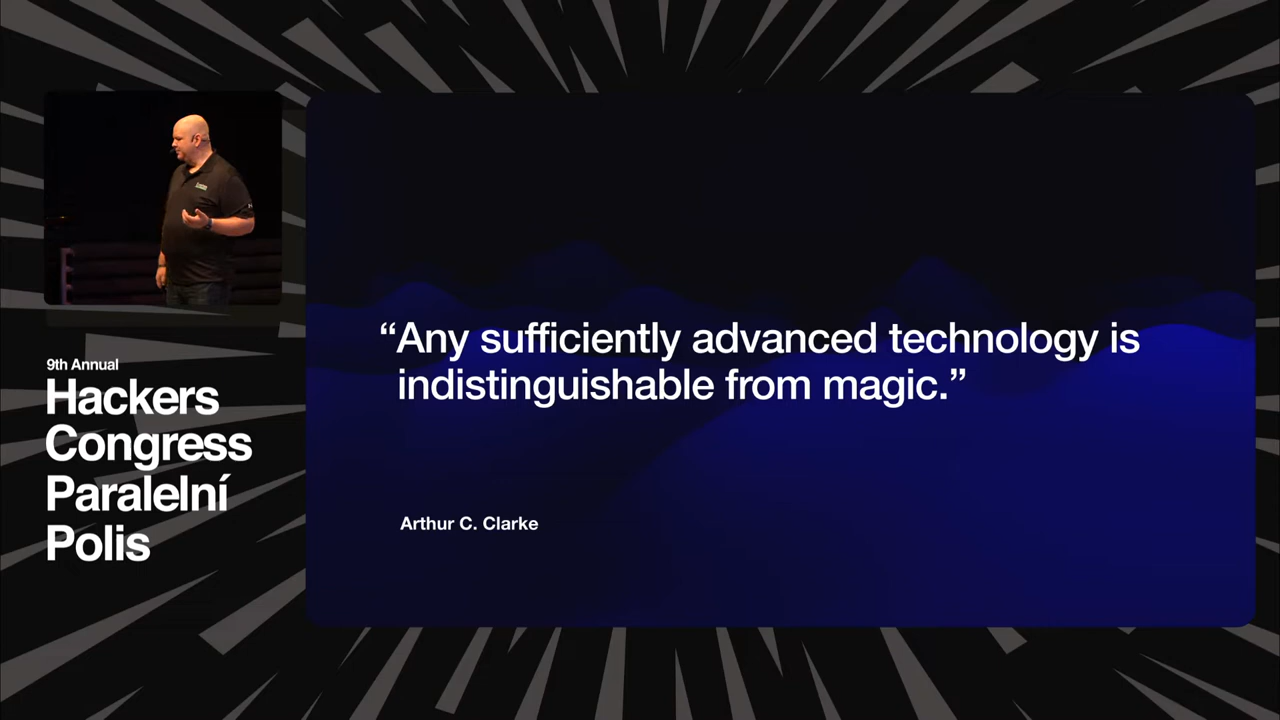 9th Annual
Hackers
Congress
Paralelní
Polis
“Any sufficiently advanced technology is
indistinguishable from magic.”
Arthur C. Clarke